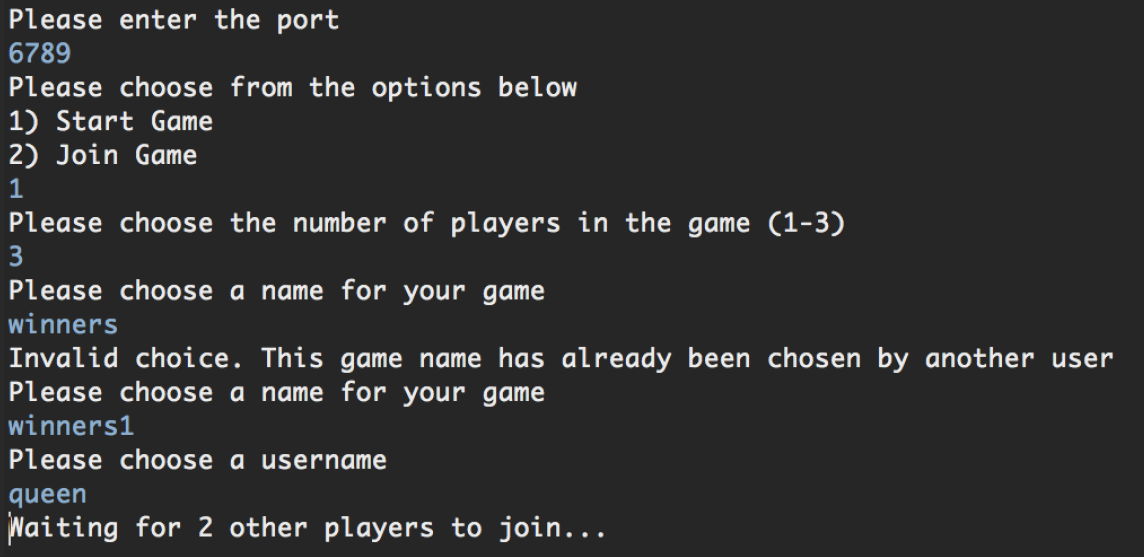 Please enter the port
6789
Please choose from the options below
1) Start Game
2) Join Game
1
Please choose the number of players in the game (1-3)
3
Please choose a name for your game
winners
Invalid choice. This game name has already been chosen by another user
Please choose a name for your game
winners1
Please choose a username
queen
Waiting for 2 other players to join...